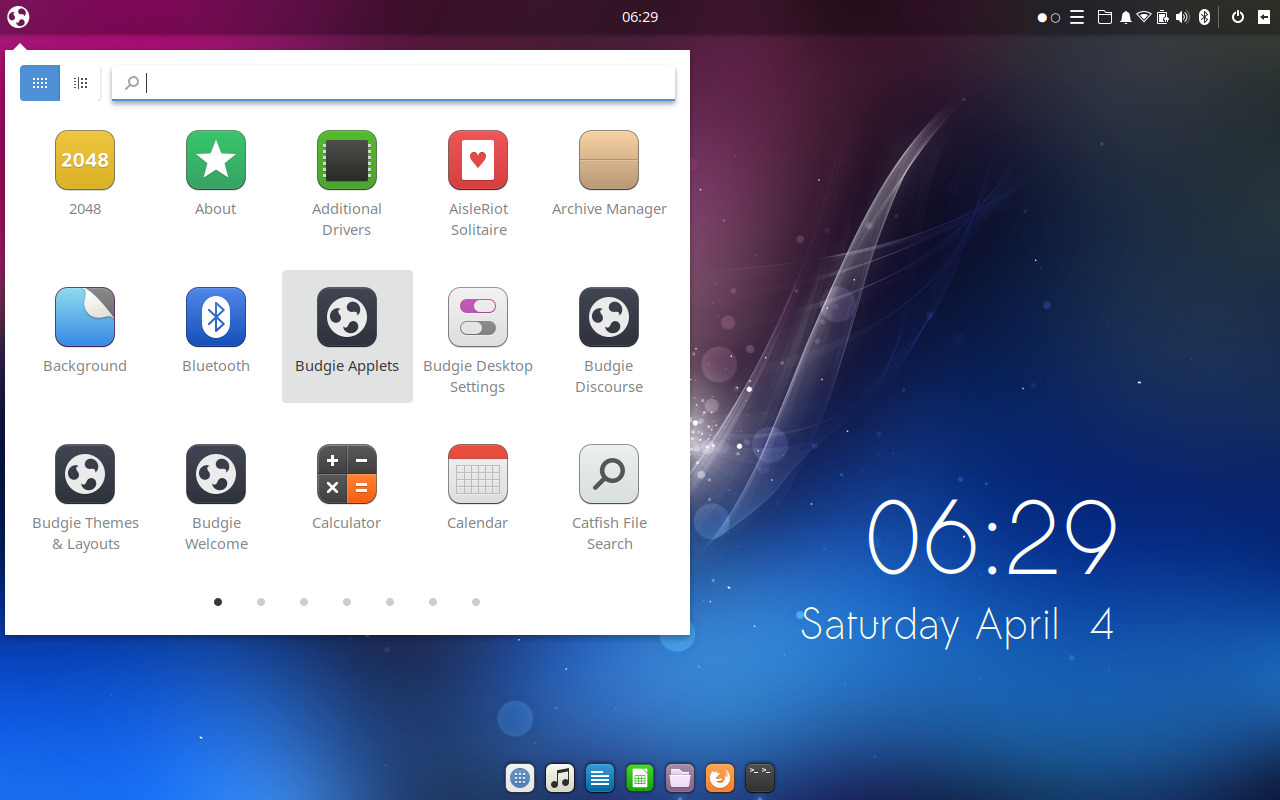 06:29
2048
2048
About
Additional
Drivers
AisleRiot
Solitaire
Archive Manager
Background
Bluetooth
Budgie Applets
Budgie Desktop
Settings
Budgie
Discourse
Budgie Themes
& Layouts
Budgie
Welcome
Calculator
Calendar
Catfish File
Search
06:29
Saturday April 4
>_ >_